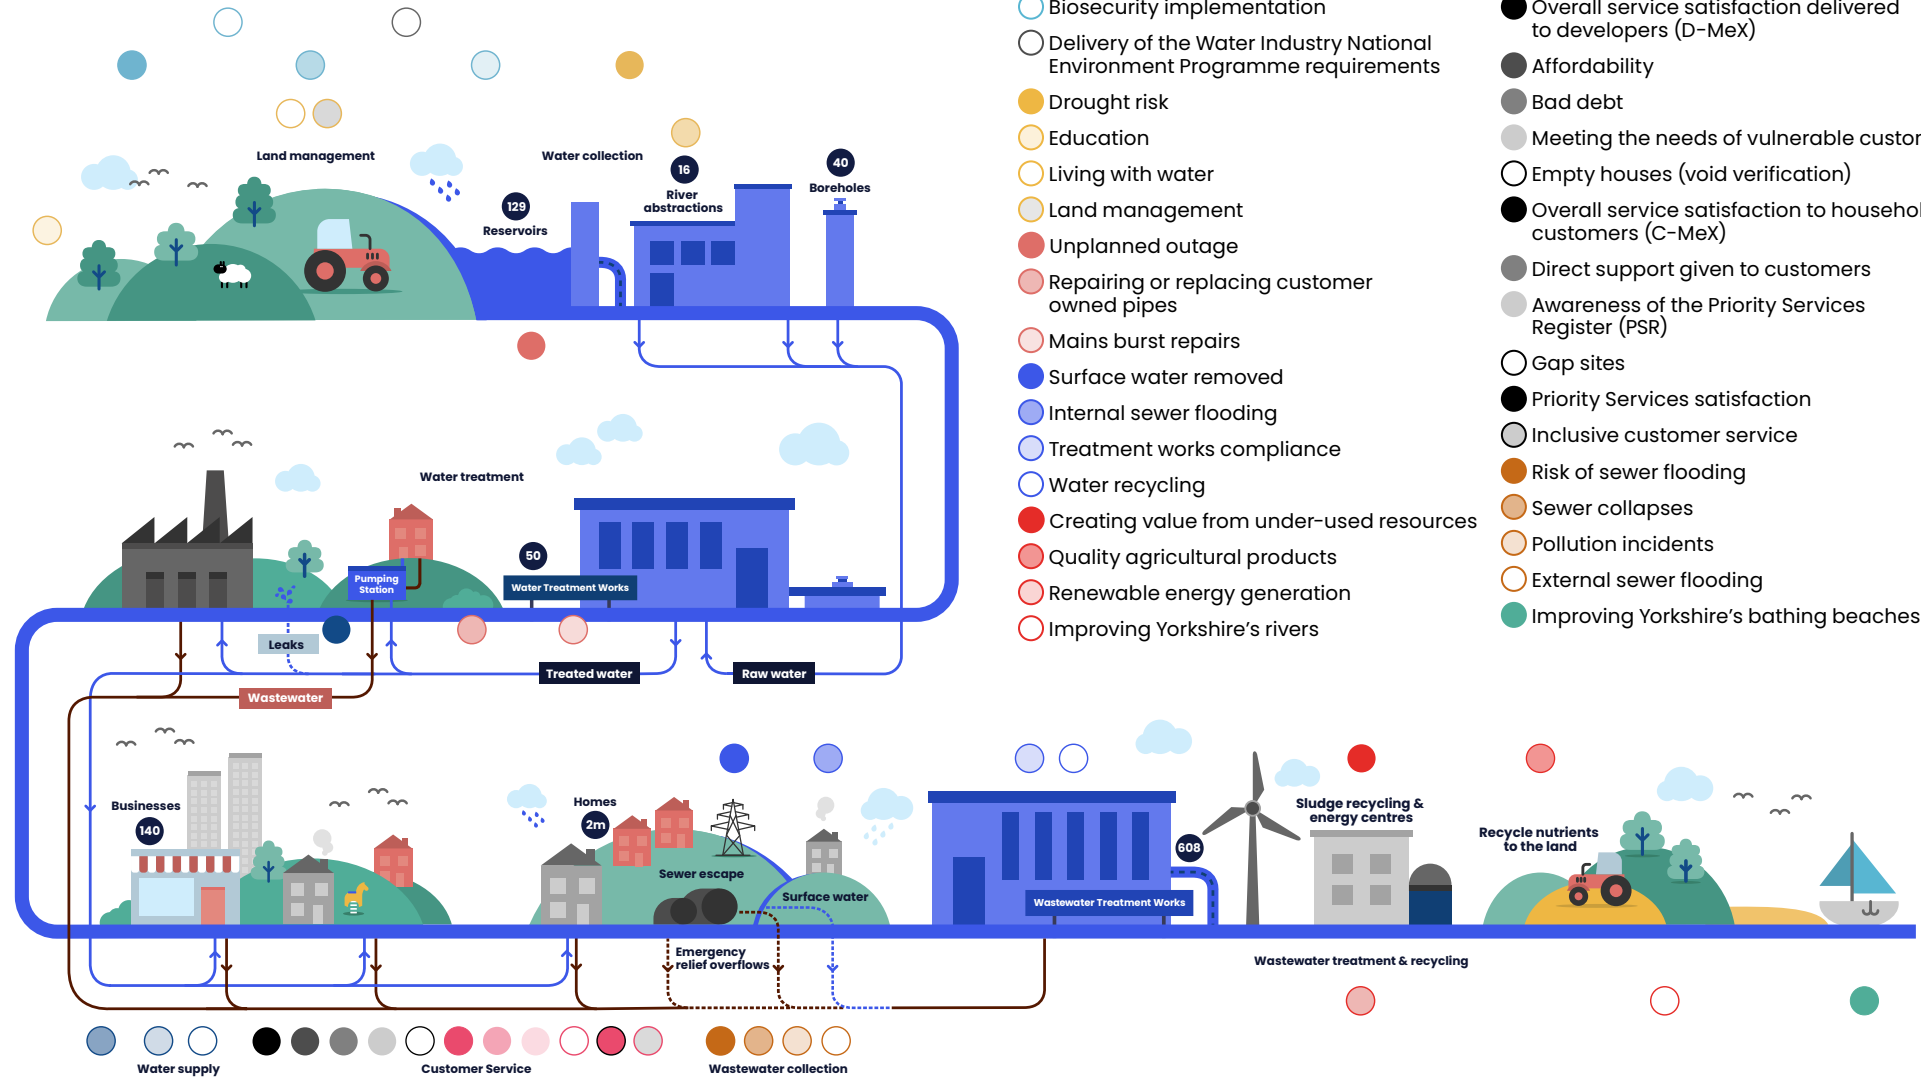 Land management
Water collection
129
Reservoirs
16
River
abstractions
40
Boreholes
Water treatment
Pumping
Station
50
Water Treatment Works
Leaks
Treated water
Raw water
Wastewater
Businesses
140
Homes
2m
Sewer escape
Surface water
Emergency
relief overflows
608
Wastewater Treatment Works
Sludge recycling &
energy centres
Recycle nutrients
to the land
Wastewater treatment & recycling
Water supply
Customer Service
Wastewater collection
Biosecurity implementation
Delivery of the Water Industry National
Environment Programme requirements
Drought risk
Education
Living with water
Land management
Unplanned outage
Repairing or replacing customer
owned pipes
Mains burst repairs
Surface water removed
Internal sewer flooding
Treatment works compliance
Water recycling
Creating value from under-used resources
Quality agricultural products
Renewable energy generation
Improving Yorkshire's rivers
Overall service satisfaction delivered
to developers (D-MeX)
Affordability
Bad debt
Meeting the needs of vulnerable
Empty houses (void verification)
Overall service satisfaction to
customers (C-MeX)
Direct support given to customers
Awareness of the Priority Services
Register (PSR)
Gap sites
Priority Services satisfaction
Inclusive customer service
Risk of sewer flooding
Sewer collapses
Pollution incidents
External sewer flooding
Improving Yorkshire's bathing beaches